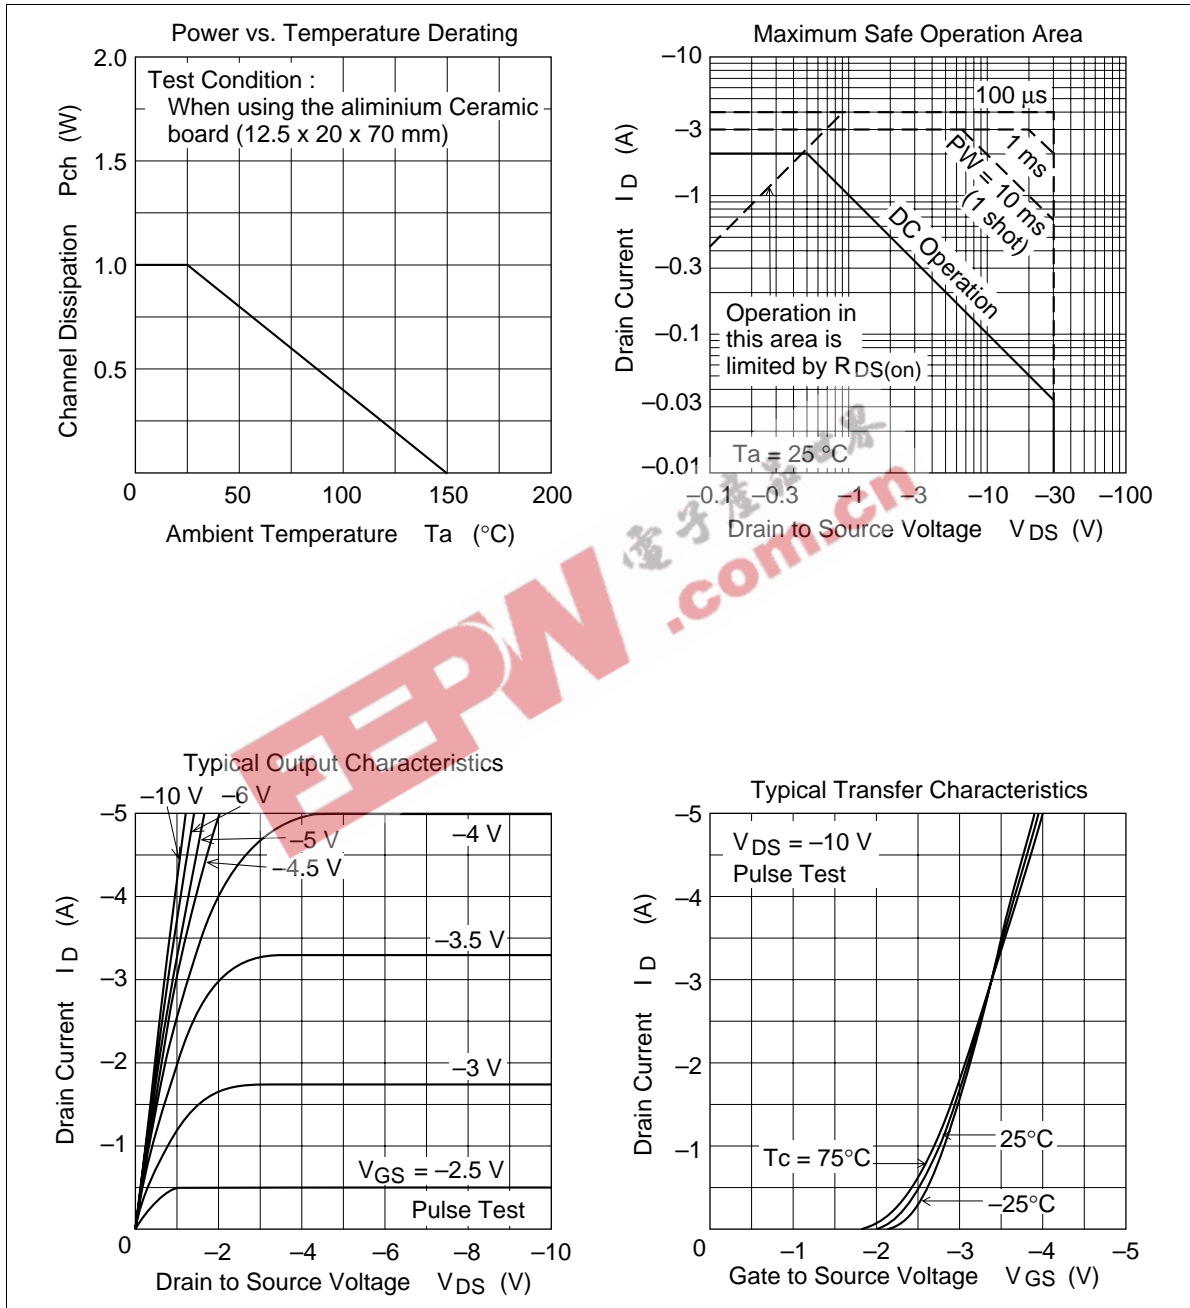 Power vs. Temperature Derating
2.0
1.5
1.0
0.5
Channel Dissipation Pch (W)
Test Condition :
When using the aliminium Ceramic
board (12.5 x 20 x 70 mm)
0 50 100 150 200
Ambient Temperature Ta (°C)
Maximum Safe Operation Area
–10
–3
–1
–0.3
–0.1
–0.03
–0.01
Drain Current I D (A)
100 µs
1 ms
PW = 10 ms
(1 shot)
DC Operation
Operation in
this area is
limited by R DS(on)
Ta = 25 °C
–0.1 –0.3 –1 –3 –10 –30 –100
Drain to Source Voltage V DS (V)
電子產品世界
EEPW
.com.cn
Typical Output Characteristics
–10 V –6 V
–5
–4
–3
–2
–1
Drain Current I D (A)
–5 V
–4.5 V
–4 V
–3.5 V
–3 V
V GS = –2.5 V
Pulse Test
0 –2 –4 –6 –8 –10
Drain to Source Voltage V DS (V)
Typical Transfer Characteristics
–5
–4
–3
–2
–1
Drain Current I D (A)
V DS = –10 V
Pulse Test
25°C
Tc = 75°C
–25°C
0 –1 –2 –3 –4 –5
Gate to Source Voltage V GS (V)